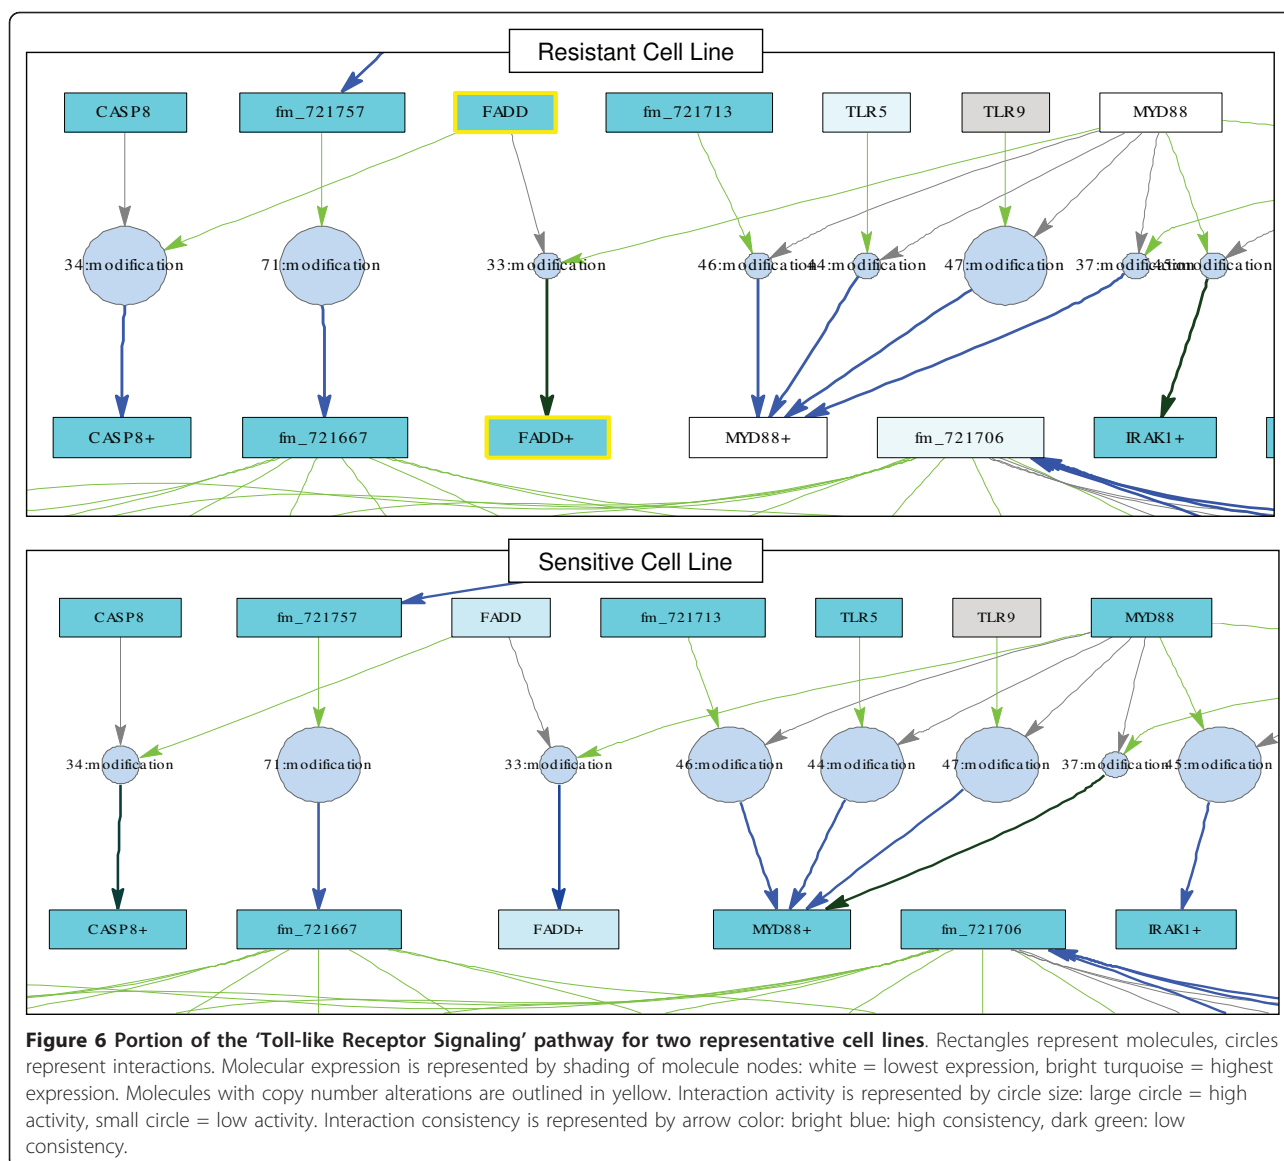 Resistant Cell Line
CASP8
fm_721757
FADD
fm_721713
TLR5
TLR9
MYD88
34:modification
71:modification
33:modification
46:modification
44:modification
47:modification
37:modification
45:modification
CASP8+
fm_721667
FADD+
MYD88+
fm_721706
IRAK1+
Sensitive Cell Line
CASP8
fm_721757
FADD
fm_721713
TLR5
TLR9
MYD88
34:modification
71:modification
33:modification
46:modification
44:modification
47:modification
37:modification
45:modification
CASP8+
fm_721667
FADD+
MYD88+
fm_721706
IRAK1+
Figure 6 Portion of the ‘Toll-like Receptor Signaling’ pathway for two representative cell lines. Rectangles represent molecules, circles
represent interactions. Molecular expression is represented by shading of molecule nodes: white = lowest expression, bright turquoise = highest
expression. Molecules with copy number alterations are outlined in yellow. Interaction activity is represented by circle size: large circle = high
activity, small circle = low activity. Interaction consistency is represented by arrow color: bright blue: high consistency, dark green: low
consistency.